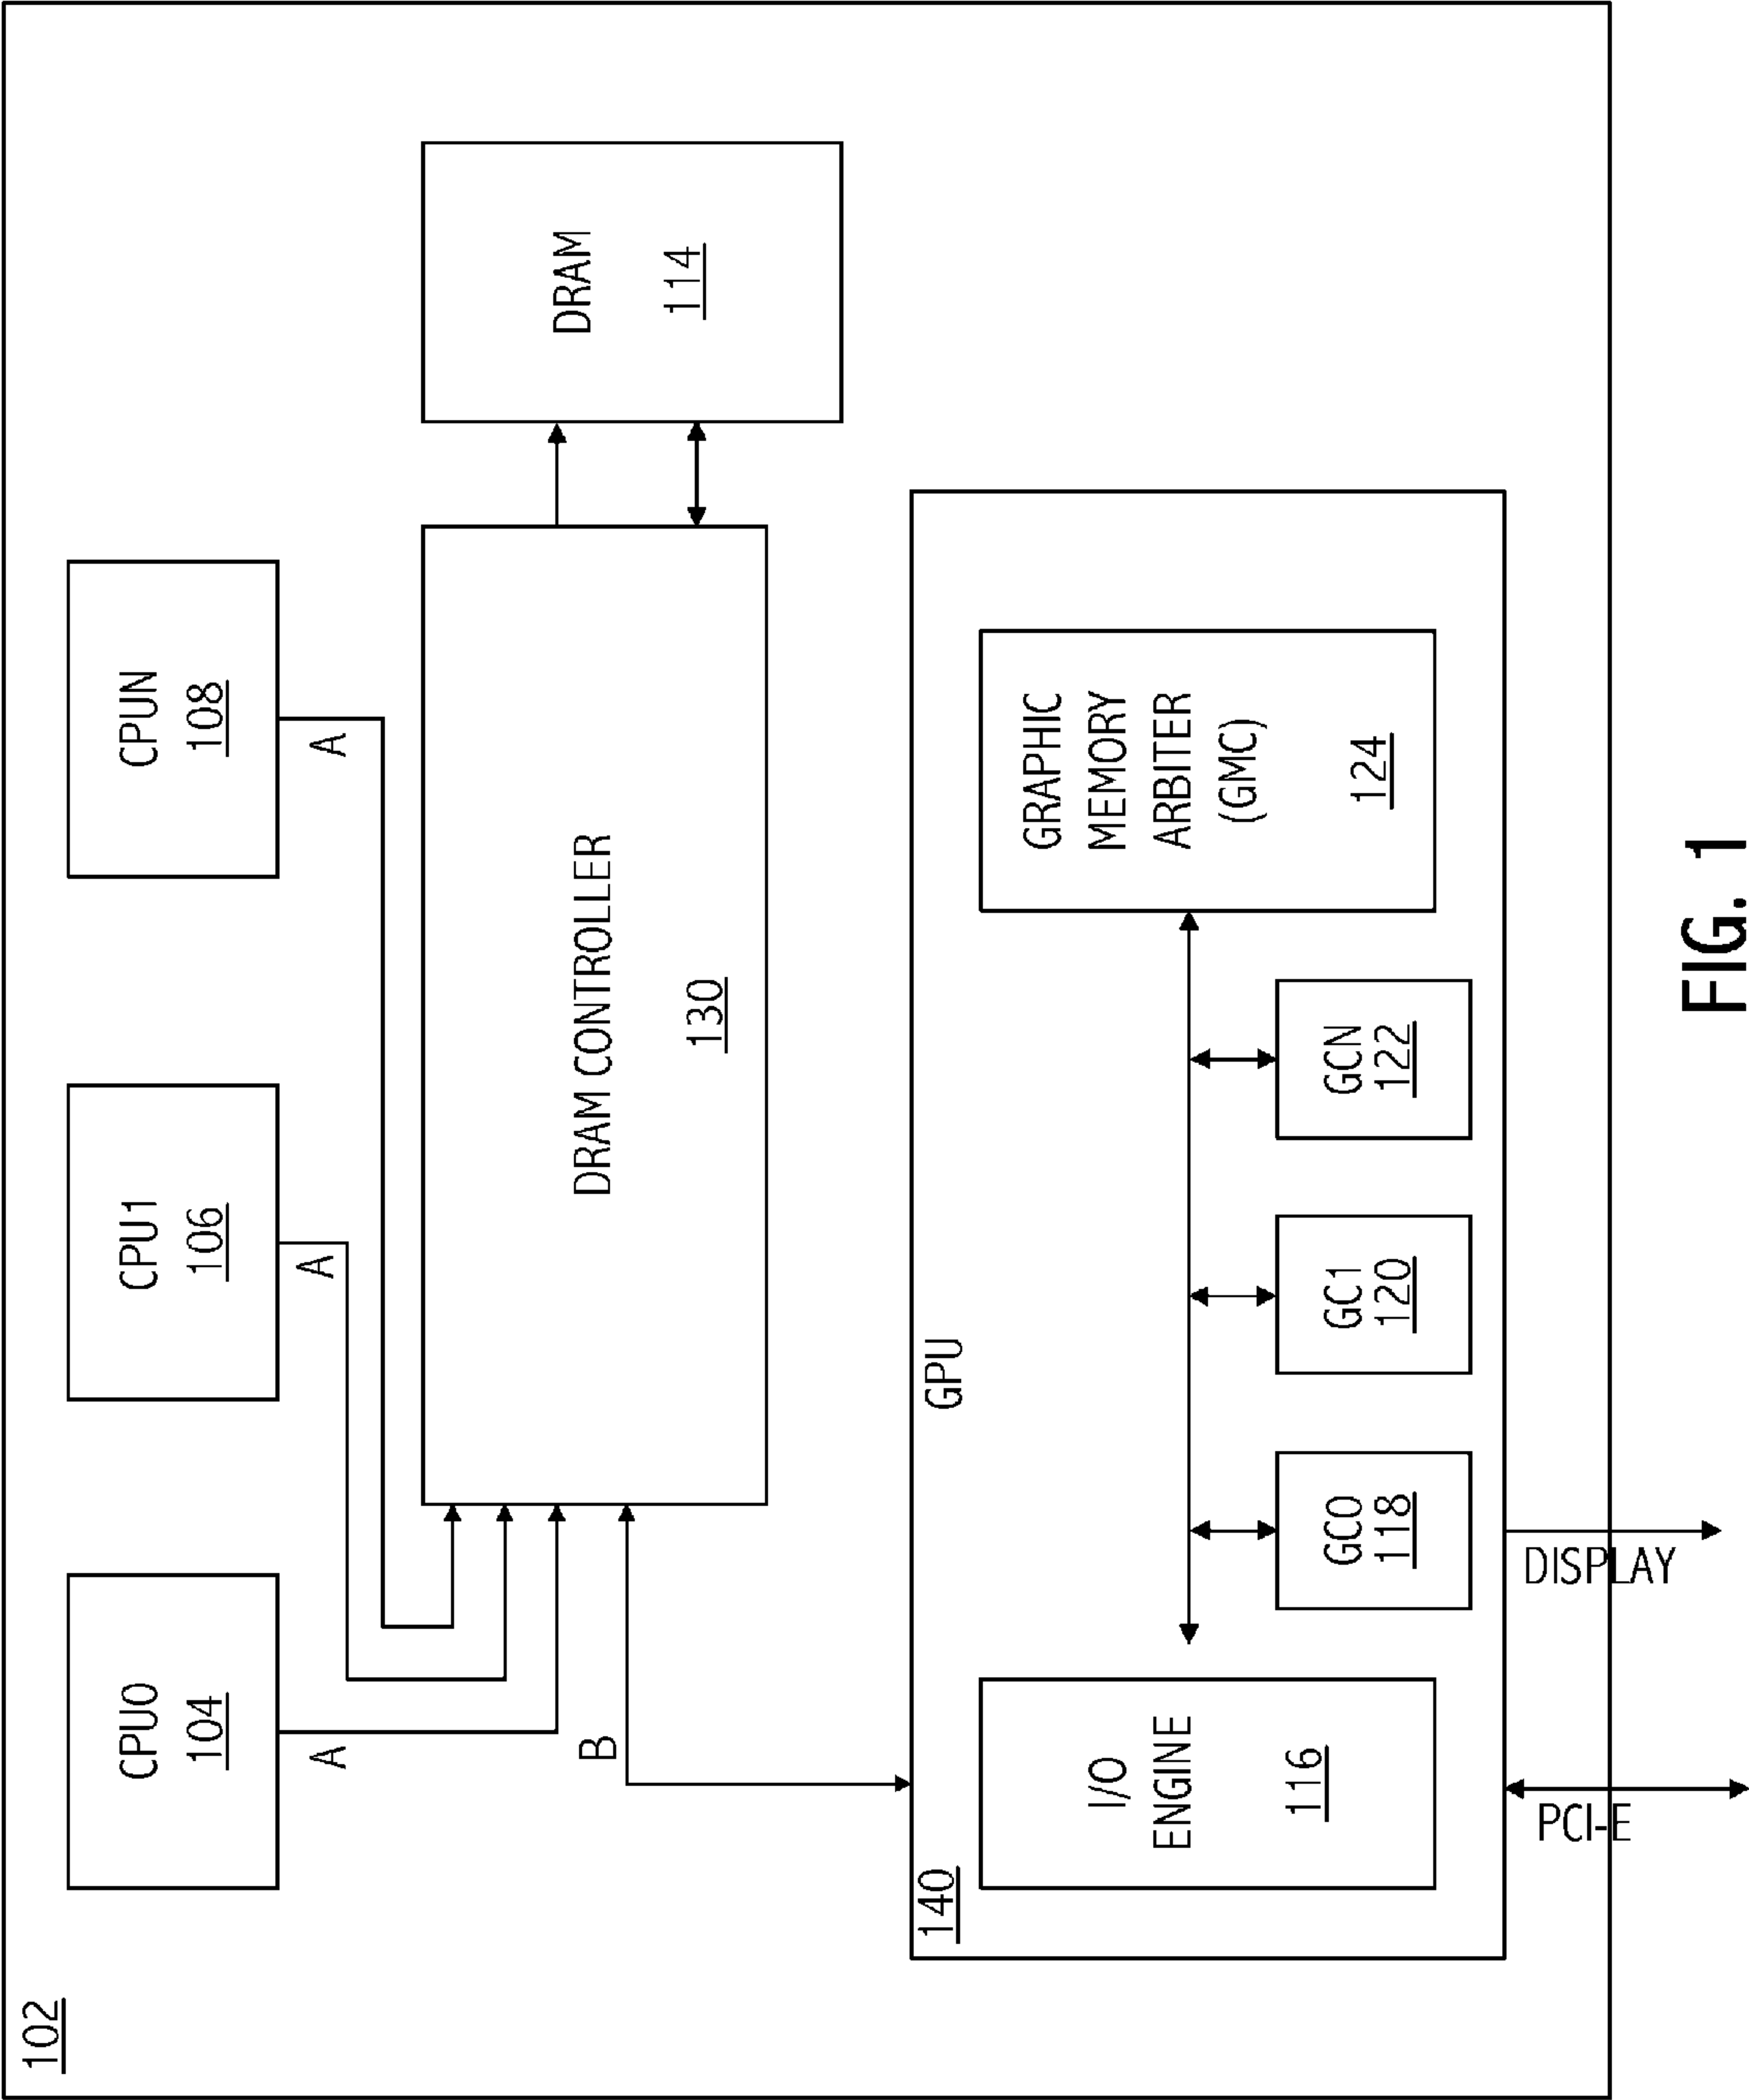 102
CPU0
104
CPU1
106
CPUN
108
A
A
A
B
DRAM CONTROLLER
130
DRAM
114
140
GPU
I/O
ENGINE
116
GC0
118
GC1
120
GCN
122
GRAPHIC
MEMORY
ARBITER
(GMC)
124
PCI-E
DISPLAY
FIG. 1